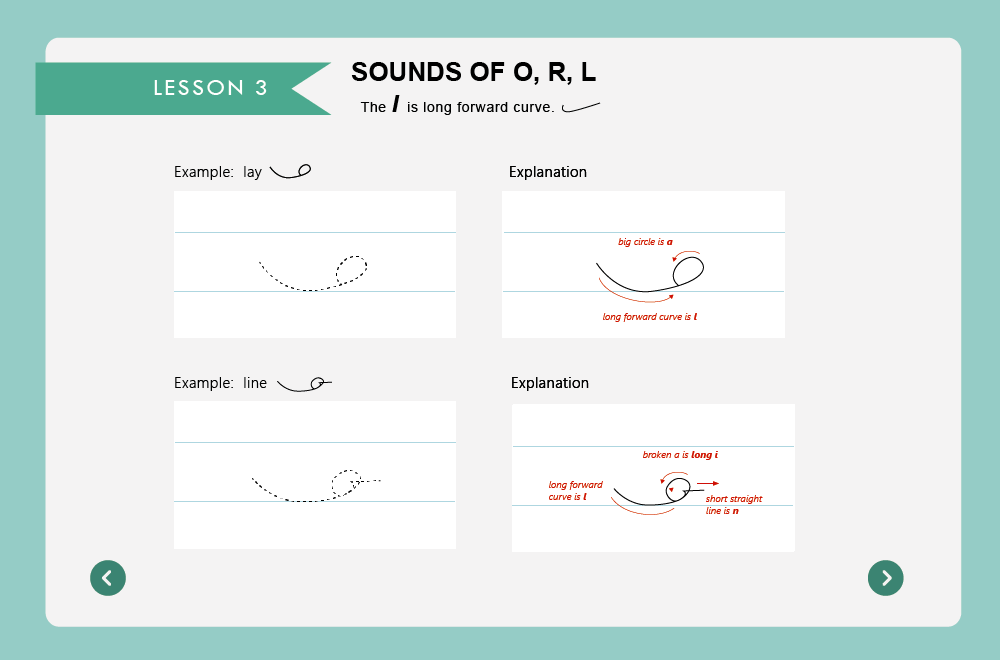 LESSON 3
SOUNDS OF O, R, L
The l is long forward curve.
Example: lay
Explanation
big circle is a
long forward curve is l
Example: line
Explanation
broken a is long i
long forward
curve is l
short straight
line is n